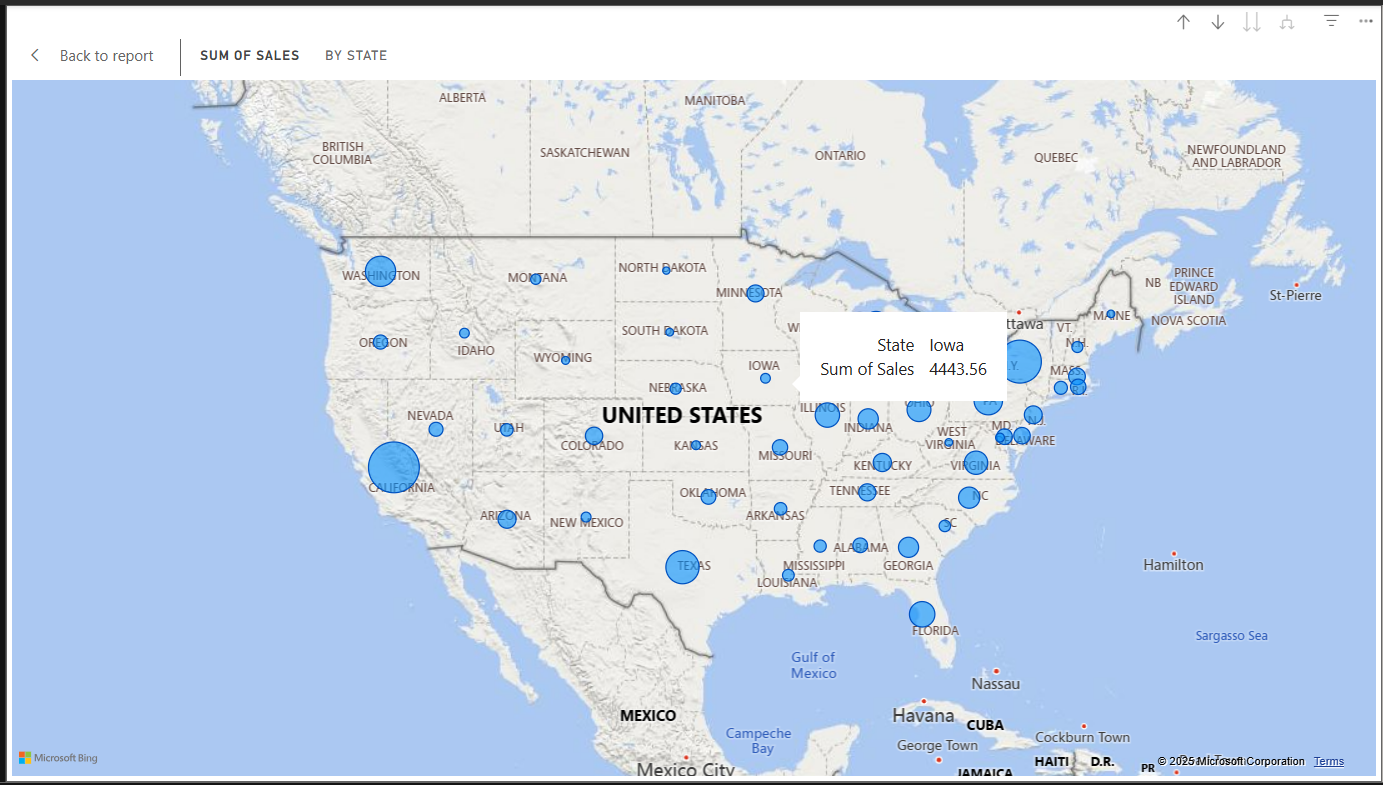 Back to report
SUM OF SALES BY STATE
ALBERTA
MANITOBA
BRITISH
COLUMBIA
SASKATCHEWAN
ONTARIO
QUEBEC
NEWFOUNDLAND
AND LABRADOR
WASHINGTON
MONTANA
NORTH DAKOTA
MINNESOTA
NB
PRINCE
EDWARD
ISLAND
St-Pierre
MAINE
NOVA SCOTIA
ttawa
VT.
N.H.
OREGON
IDAHO
WYOMING
SOUTH DAKOTA
State Iowa
Sum of Sales 4443.56
IOWA
MASS.
R.I.
NEBRASKA
NEVADA
UTAH
COLORADO
UNITED STATES
KANSAS
MISSOURI
ILLINOIS
INDIANA
OHIO
PA
N.J.
MD.
DELAWARE
WEST
VIRGINIA
KENTUCKY
VIRGINIA
CALIFORNIA
ARIZONA
NEW MEXICO
OKLAHOMA
ARKANSAS
TENNESSEE
NC
SC
TEXAS
LOUISIANA
MISSISSIPPI
ALABAMA
GEORGIA
FLORIDA
Hamilton
Sargasso Sea
Gulf of
Mexico
Nassau
MEXICO
Campeche
Bay
Havana
CUBA
George Town
Cockburn Town
Mexico City
JAMAICA
HAITI
D.R.
PR
Microsoft Bing
© 2025 Microsoft Corporation Terms